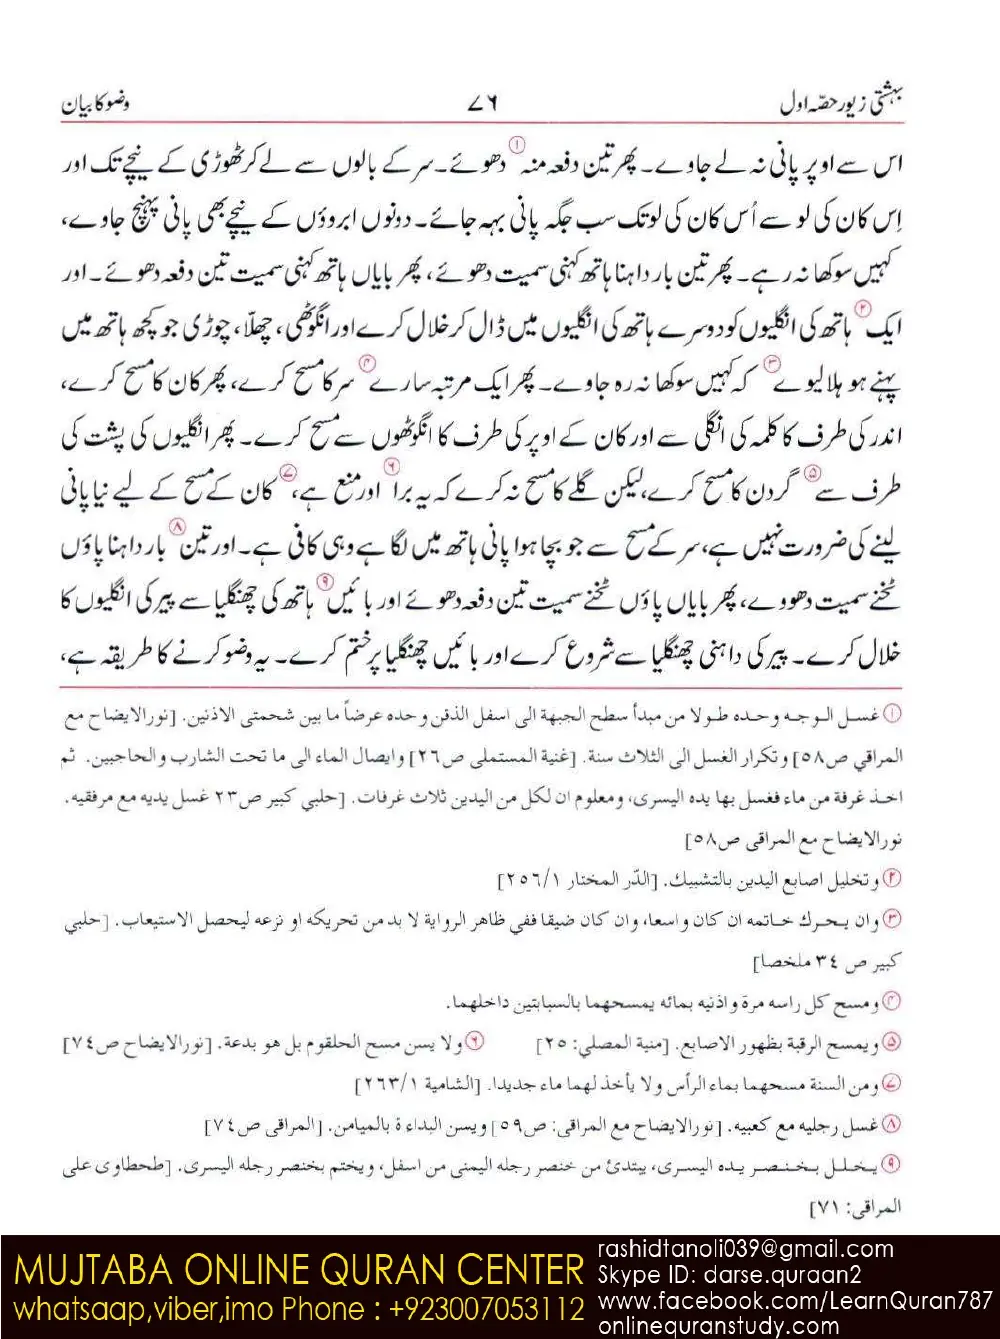 بہشتی زیور حصّہ اول ۷۶ وضو کا بیان
اس سے اوپر پانی نہ لے جاوے۔ پھر تین دفعہ منہ ① دھوئے۔ سر کے بالوں سے لے کر ٹھوڑی کے نیچے تک اور
اِس کان کی لو سے اُس کان کی لو تک سب جگہ پانی بہہ جائے۔ دونوں ابروؤں کے نیچے بھی پانی پہنچ جاوے،
کہیں سوکھا نہ رہے۔ پھر تین بار داہنا ہاتھ کہنی سمیت دھوئے، پھر بایاں ہاتھ کہنی سمیت تین دفعہ دھوئے۔ اور
ایک ② ہاتھ کی انگلیوں کو دوسرے ہاتھ کی انگلیوں میں ڈال کر خلال کرے اور انگوٹھی، چھلّا، چوڑی جو کچھ ہاتھ میں
پہنے ہو ہلالیوے ③ کہ کہیں سوکھا نہ رہ جاوے۔ پھر ایک مرتبہ سارے ④ سر کا مسح کرے، پھر کان کا مسح کرے،
اندر کی طرف کا کلمہ کی انگلی سے اور کان کے اوپر کی طرف کا انگوٹھوں سے مسح کرے۔ پھر انگلیوں کی پشت کی
طرف سے ⑤ گردن کا مسح کرے، لیکن گلے کا مسح نہ کرے کہ یہ برا ⑥ اور منع ہے، ⑦ کان کے مسح کے لیے نیا پانی
لینے کی ضرورت نہیں ہے، سر کے مسح سے جو بچا ہوا پانی ہاتھ میں لگا ہے وہی کافی ہے۔ اور تین ⑧ بار داہنا پاؤں
ٹخنے سمیت دھووے، پھر بایاں پاؤں ٹخنے سمیت تین دفعہ دھوئے اور بائیں ⑨ ہاتھ کی چھنگلیا سے پیر کی انگلیوں کا
خلال کرے۔ پیر کی داہنی چھنگلیا سے شروع کرے اور بائیں چھنگلیا پر ختم کرے۔ یہ وضو کرنے کا طریقہ ہے،
① غسل الوجه وحده طولا من مبدأ سطح الجبهة الى اسفل الذقن وحده عرضاً ما بين شحمتى الاذنين. [نورالايضاح مع
المراقي ص٥٨] وتكرار الغسل الى الثلاث سنة. [غنية المستملى ص٢٦] وايصال الماء الى ما تحت الشارب والحاجبين. ثم
اخذ غرفة من ماء فغسل بها يده اليسرى، ومعلوم ان لكل من اليدين ثلاث غرفات. [حلبي كبير ص٢٣ غسل يديه مع مرفقيه.
نورالايضاح مع المراقى ص٥٨]
② وتخليل اصابع اليدين بالتشبيك. [الدّر المختار ٢٥٦/١]
③ وان يحرك خاتمه ان كان واسعا، وان كان ضيقا ففي ظاهر الرواية لا بد من تحريكه او نزعه ليحصل الاستيعاب. [حلبي
كبير ص ٣٤ ملخصا]
④ ومسح كل راسه مرة واذنيه بمائه يمسحهما بالسبابتين داخلهما.
⑤ ويمسح الرقبة بظهور الاصابع. [منية المصلي: ٢٥] ⑥ ولا يسن مسح الحلقوم بل هو بدعة. [نورالايضاح ص٧٤]
⑦ ومن السنة مسحهما بماء الرأس ولا يأخذ لهما ماء جديدا. [الشامية ٢٦٣/١]
⑧ غسل رجليه مع كعبيه. [نورالايضاح مع المراقى: ص٥٩] ويسن البداءة بالميامن. [المراقى ص٧٤]
⑨ يخلل بخنصر يده اليسرى، يبتدئ من خنصر رجله اليمنى من اسفل، ويختم بخنصر رجله اليسرى. [طحطاوى على
المراقى: ٧١]
MUJTABA ONLINE QURAN CENTER
whatsaap,viber,imo Phone : +923007053112
rashidtanoli039@gmail.com
Skype ID: darse.quraan2
www.facebook.com/LearnQuran787
onlinequranstudy.com